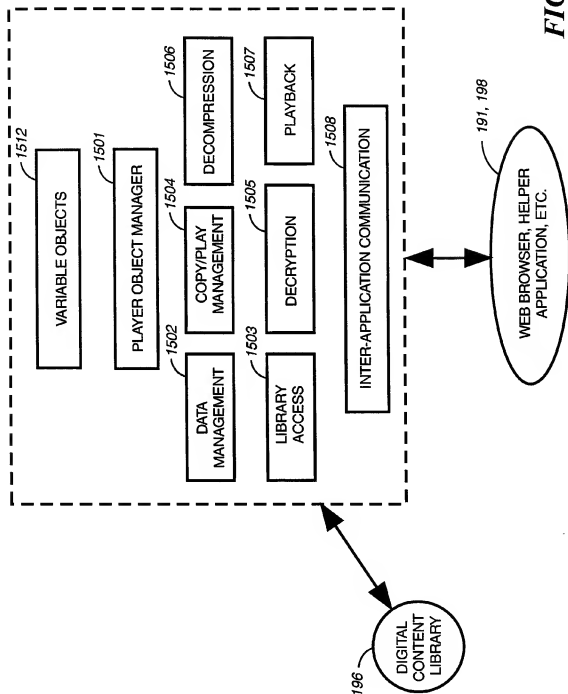 VARIABLE OBJECTS
1512
PLAYER OBJECT MANAGER
1501
DATA
MANAGEMENT
1502
COPY/PLAY
MANAGEMENT
1504
DECOMPRESSION
1506
LIBRARY
ACCESS
1503
DECRYPTION
1505
PLAYBACK
1507
INTER-APPLICATION COMMUNICATION
1508
196
DIGITAL
CONTENT
LIBRARY
191, 198
WEB BROWSER, HELPER
APPLICATION, ETC.